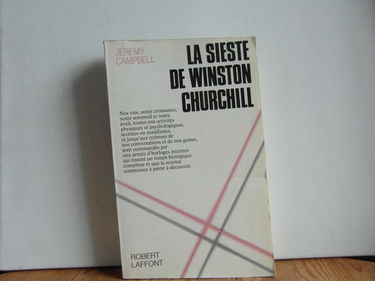 JEREMY
CAMPBELL
LA SIESTE
DE WINSTON
CHURCHILL
Nos vies, notre croissance,
notre sommeil et notre
éveil, toutes nos activités
physiques et psychologiques,
secrètes ou manifestes,
et jusqu'aux rythmes de
nos conversations et de nos gestes,
sont commandés par
une armée d'horloges internes
qui tissent un temps biologique
complexe et que la science
commence à peine à découvrir.
ROBERT
LAFFONT